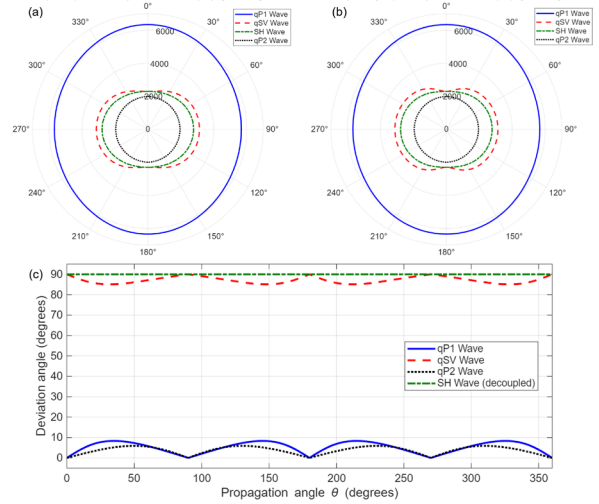 (a)
0°
330°
30°
300°
60°
270°
90°
240°
120°
210°
150°
180°
6000
4000
2000
0
qP1 Wave
qSV Wave
SH Wave
qP2 Wave
(b)
0°
330°
30°
300°
60°
270°
90°
240°
120°
210°
150°
180°
6000
4000
2000
0
qP1 Wave
qSV Wave
SH Wave
qP2 Wave
(c)
Deviation angle (degrees)
90
80
70
60
50
40
30
20
10
0
qP1 Wave
qSV Wave
qP2 Wave
SH Wave (decoupled)
0 50 100 150 200 250 300 350
Propagation angle θ (degrees)